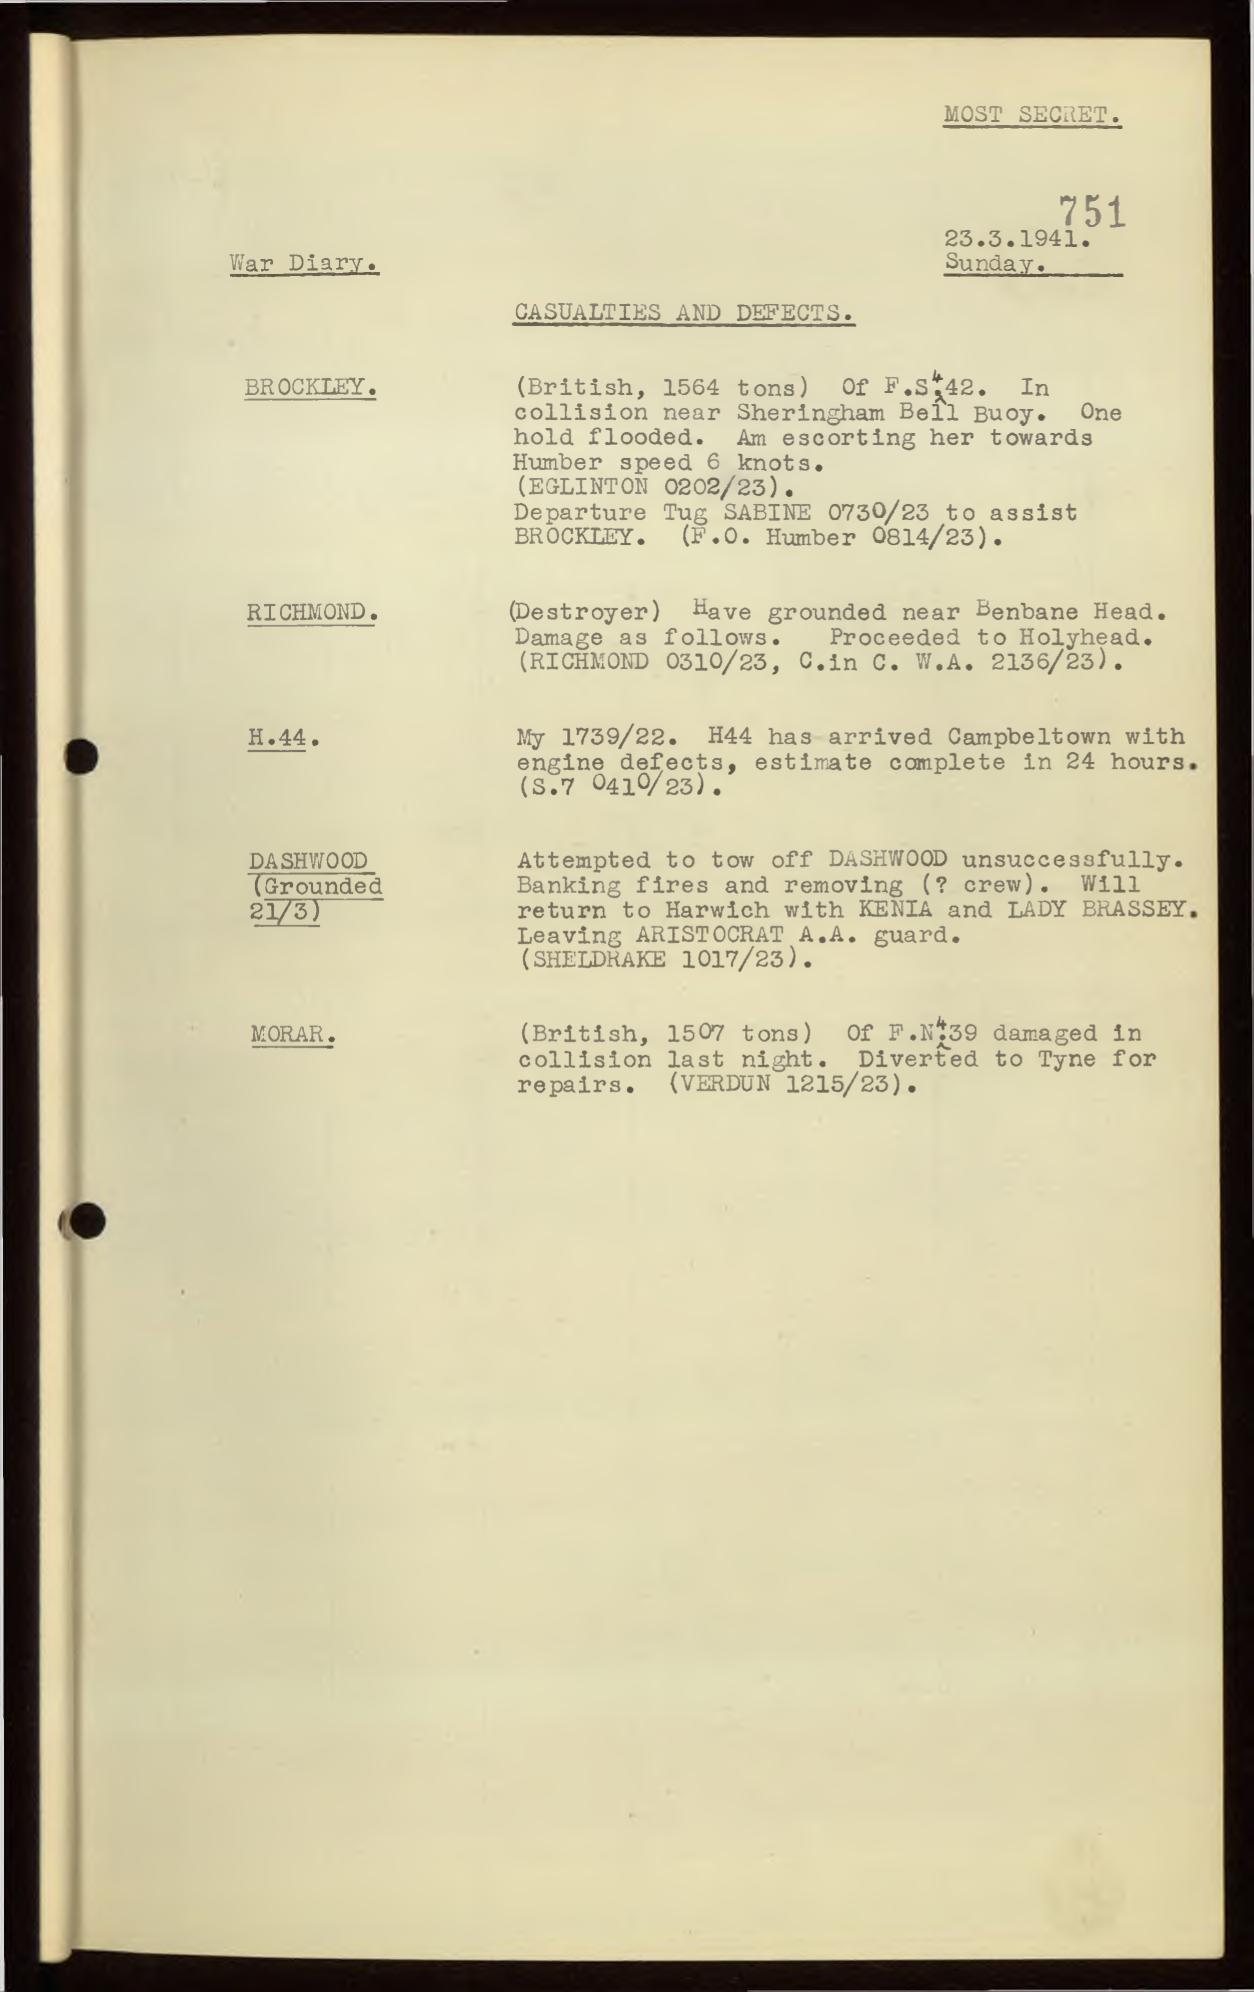 MOST SECRET.
751
23.3.1941.
War Diary. Sunday.
CASUALTIES AND DEFECTS.
BROCKLEY. (British, 1564 tons) Of F.S.442. In
collision near Sheringham Bell Buoy. One
hold flooded. Am escorting her towards
Humber speed 6 knots.
(EGLINTON 0202/23).
Departure Tug SABINE 0730/23 to assist
BROCKLEY. (F.O. Humber 0814/23).
RICHMOND. (Destroyer) Have grounded near Benbane Head.
Damage as follows. Proceeded to Holyhead.
(RICHMOND 0310/23, C.in C. W.A. 2136/23).
H.44. My 1739/22. H44 has arrived Campbeltown with
engine defects, estimate complete in 24 hours.
(S.7 0410/23).
DASHWOOD Attempted to tow off DASHWOOD unsuccessfully.
(Grounded Banking fires and removing (? crew). Will
21/3) return to Harwich with KENIA and LADY BRASSEY.
Leaving ARISTOCRAT A.A. guard.
(SHELDRAKE 1017/23).
MORAR. (British, 1507 tons) Of F.N.439 damaged in
collision last night. Diverted to Tyne for
repairs. (VERDUN 1215/23).